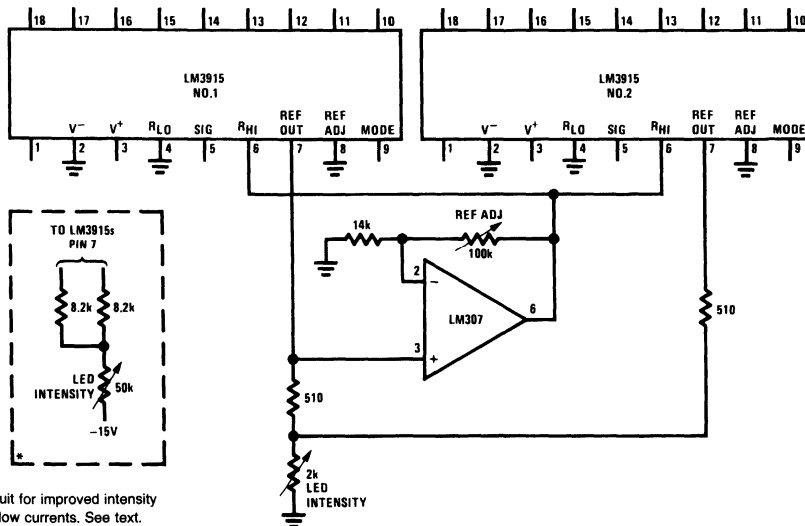 18 17 16 15 14 13 12 11 10
18 17 16 15 14 13 12 11 10
LM3915
NO.1
LM3915
NO.2
V− V+ RLO SIG RHI REF OUT REF ADJ MODE
V− V+ RLO SIG RHI REF OUT REF ADJ MODE
1 2 3 4 5 6 7 8 9
1 2 3 4 5 6 7 8 9
TO LM3915s
PIN 7
8.2k 8.2k
LED
INTENSITY
50k
−15V
*
14k
REF ADJ
100k
2
−
LM307
6
3
+
510
510
2k
LED
INTENSITY
uit for improved intensity
low currents. See text.